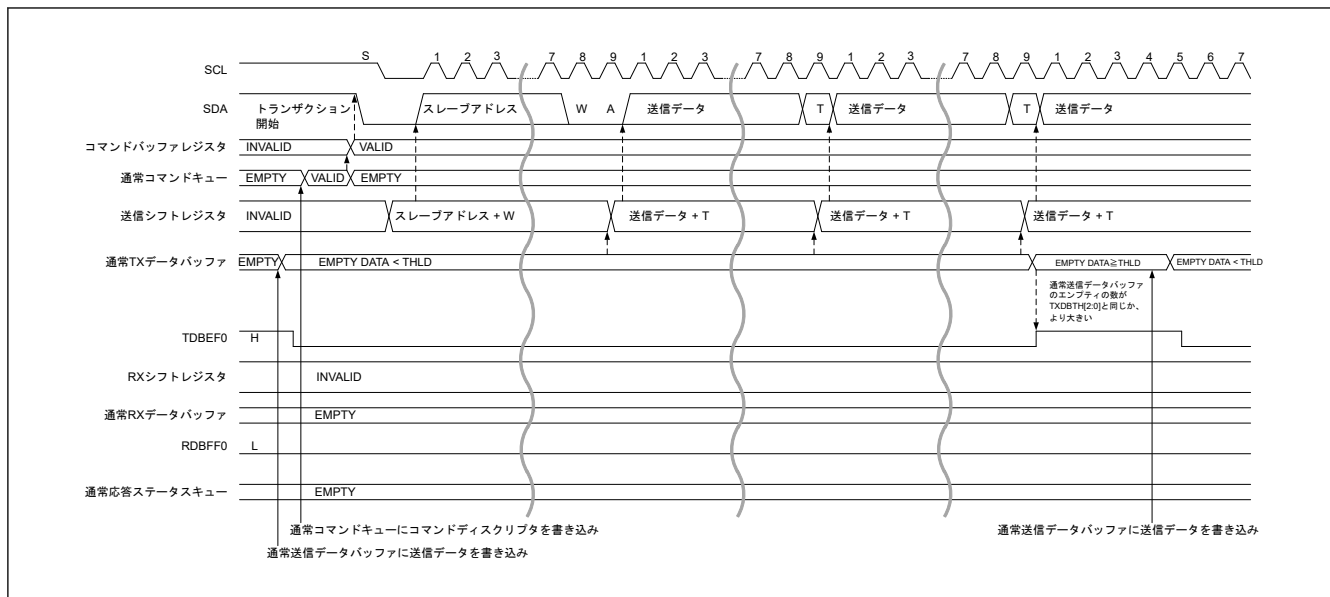 S 1 2 3 7 8 9 1 2 3 7 8 9 1 2 3 7 8 9 1 2 3 4 5 6 7
SCL
SDA トランザクション 開始 スレーブアドレス W A 送信データ T 送信データ T 送信データ
コマンドバッファレジスタ INVALID VALID
通常コマンドキュー EMPTY VALID EMPTY
送信シフトレジスタ INVALID スレーブアドレス + W 送信データ + T 送信データ + T 送信データ + T
通常TXデータバッファ EMPTY EMPTY DATA < THLD EMPTY DATA≧THLD EMPTY DATA < THLD
通常送信データバッファ
のエンプティの数が
TXDBTH[2:0]と同じか、
より大きい
TDBEF0 H
RXシフトレジスタ INVALID
通常RXデータバッファ EMPTY
RDBFF0 L
通常応答ステータスキュー EMPTY
通常コマンドキューにコマンドディスクリプタを書き込み 通常送信データバッファに送信データを書き込み
通常送信データバッファに送信データを書き込み